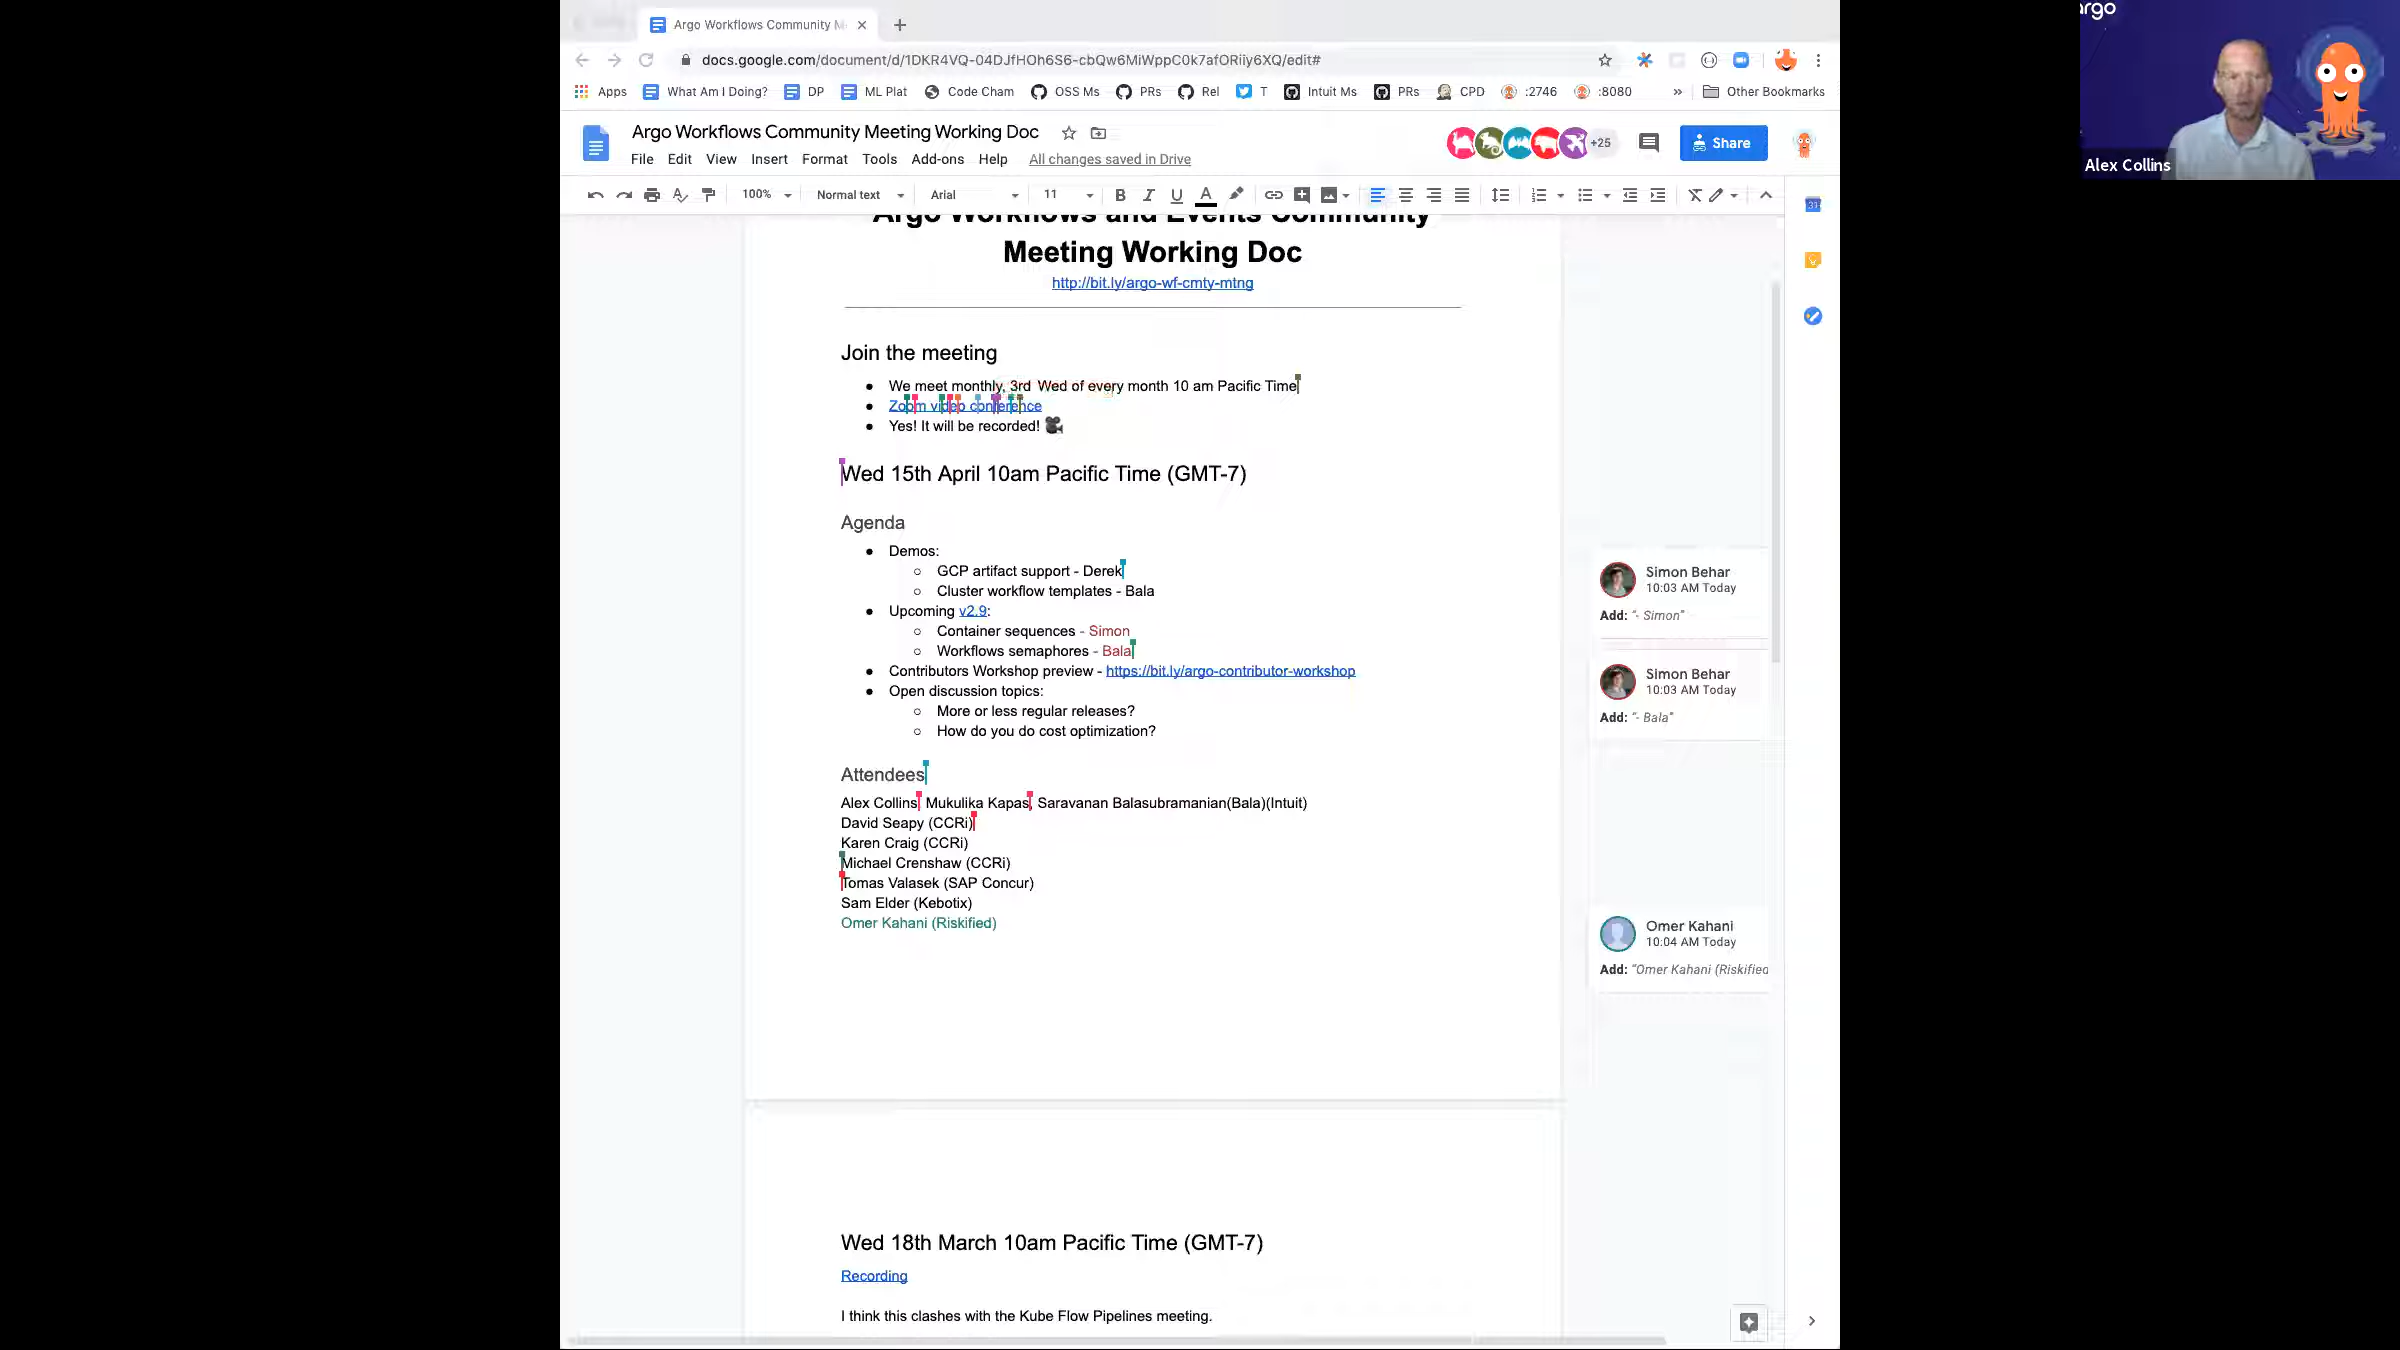 Argo Workflows Community M
docs.google.com/document/d/1DKR4VQ-04DJfHOh6S6-cbQw6MiWppC0k7afORiiy6XQ/edit#
Apps What Am I Doing? DP ML Plat Code Cham OSS Ms PRs Rel T Intuit Ms PRs CPD :2746 :8080 » Other Bookmarks
Argo Workflows Community Meeting Working Doc
+25
Share
File Edit View Insert Format Tools Add-ons Help All changes saved in Drive
100% Normal text Arial 11
argo
Alex Collins
Argo Workflows and Events Community
Meeting Working Doc
http://bit.ly/argo-wf-cmty-mtng
Join the meeting
● We meet monthly, 3rd Wed of every month 10 am Pacific Time
● Zoom video conference
● Yes! It will be recorded!
Wed 15th April 10am Pacific Time (GMT-7)
Agenda
● Demos:
○ GCP artifact support - Derek
○ Cluster workflow templates - Bala
● Upcoming v2.9:
○ Container sequences - Simon
○ Workflows semaphores - Bala
● Contributors Workshop preview - https://bit.ly/argo-contributor-workshop
● Open discussion topics:
○ More or less regular releases?
○ How do you do cost optimization?
Attendees
Alex Collins, Mukulika Kapas, Saravanan Balasubramanian(Bala)(Intuit)
David Seapy (CCRi)
Karen Craig (CCRi)
Michael Crenshaw (CCRi)
Tomas Valasek (SAP Concur)
Sam Elder (Kebotix)
Omer Kahani (Riskified)
Simon Behar
10:03 AM Today
Add: "- Simon"
Simon Behar
10:03 AM Today
Add: "- Bala"
Omer Kahani
10:04 AM Today
Add: "Omer Kahani (Riskified
Wed 18th March 10am Pacific Time (GMT-7)
Recording
I think this clashes with the Kube Flow Pipelines meeting.